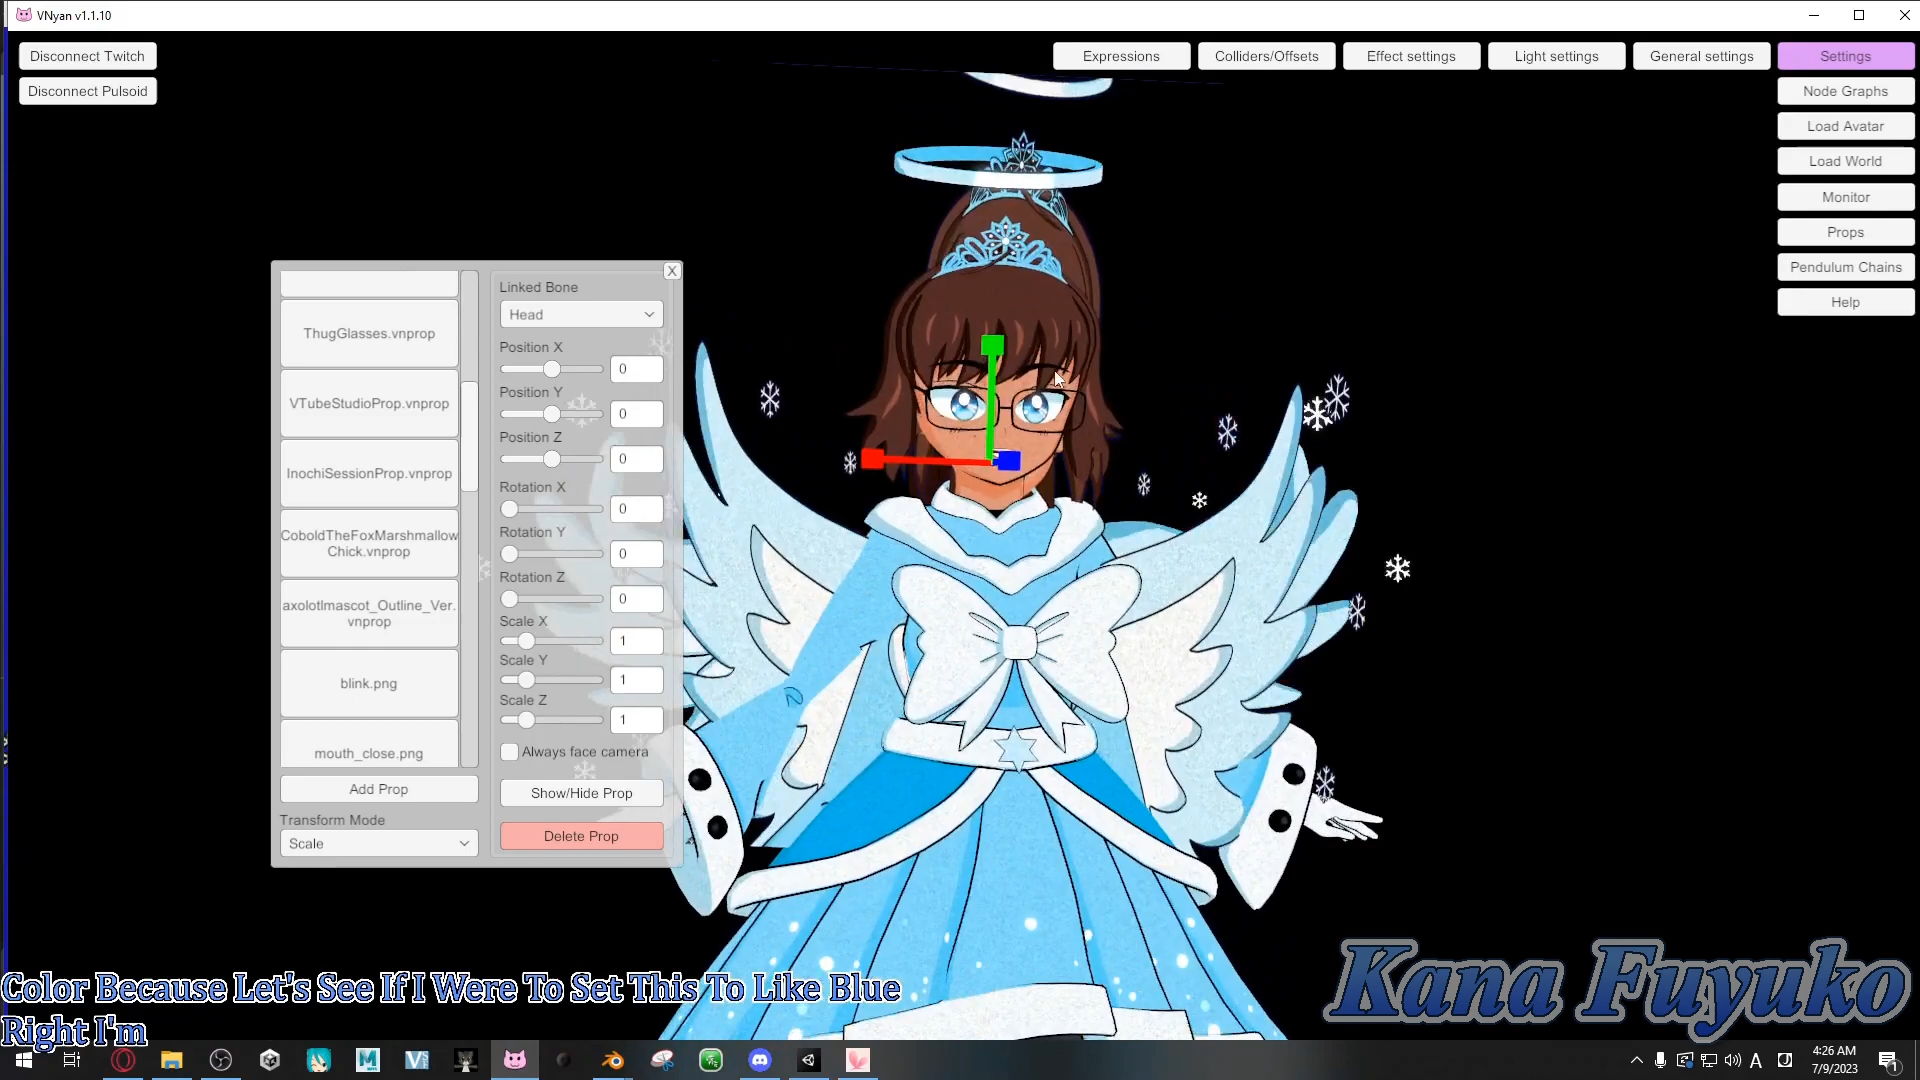 VNyan v1.1.10
Disconnect Twitch
Disconnect Pulsoid
Expressions
Colliders/Offsets
Effect settings
Light settings
General settings
Settings
Node Graphs
Load Avatar
Load World
Monitor
Props
Pendulum Chains
Help
X
ThugGlasses.vnprop
VTubeStudioProp.vnprop
InochiSessionProp.vnprop
CoboldTheFoxMarshmallow
Chick.vnprop
axolotlmascot_Outline_Ver.
vnprop
blink.png
mouth_close.png
Add Prop
Transform Mode
Scale
Linked Bone
Head
Position X
0
Position Y
0
Position Z
0
Rotation X
0
Rotation Y
0
Rotation Z
0
Scale X
1
Scale Y
1
Scale Z
1
Always face camera
Show/Hide Prop
Delete Prop
Color Because Let's See If I Were To Set This To Like Blue
Right I'm
Kana Fuyuko
4:26 AM
7/9/2023